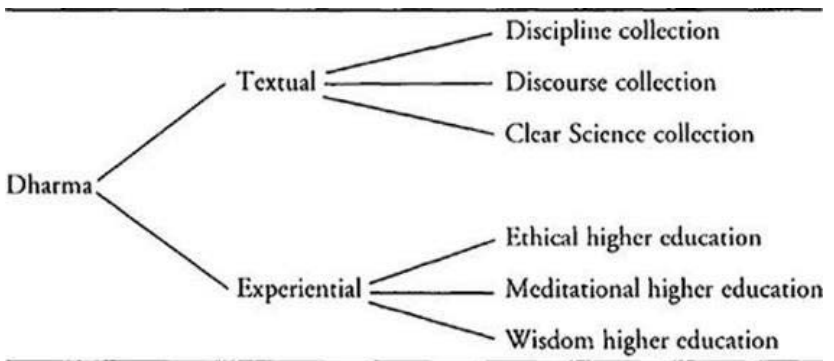 Discipline collection
Textual
Discourse collection
Clear Science collection
Dharma
Ethical higher education
Experiential
Meditational higher education
Wisdom higher education